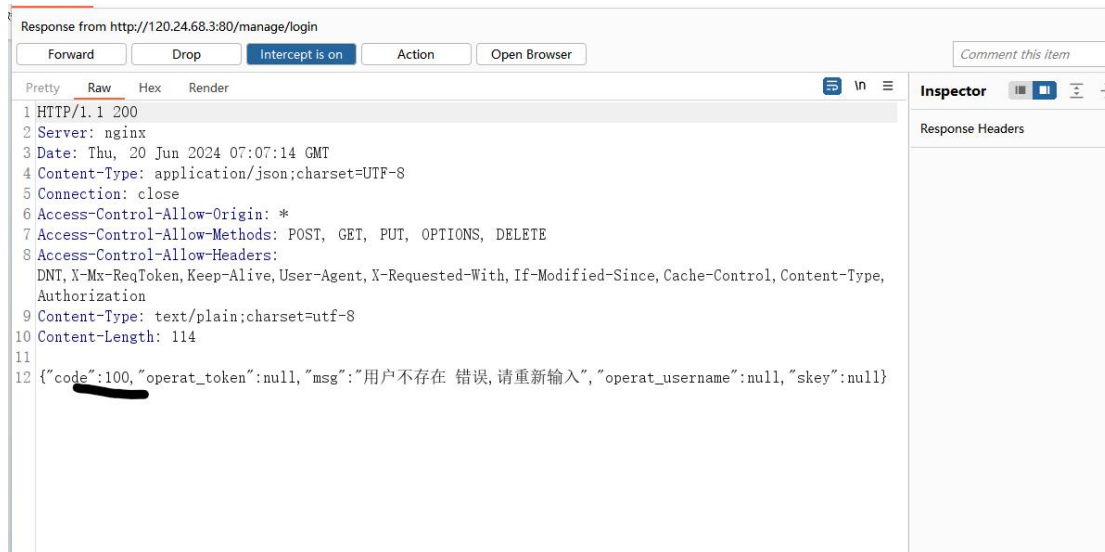 Response from http://120.24.68.3:80/manage/login
Forward Drop Intercept is on Action Open Browser Comment this item
Pretty Raw Hex Render \n Inspector
1 HTTP/1.1 200
2 Server: nginx
3 Date: Thu, 20 Jun 2024 07:07:14 GMT
4 Content-Type: application/json;charset=UTF-8
5 Connection: close
6 Access-Control-Allow-Origin: *
7 Access-Control-Allow-Methods: POST, GET, PUT, OPTIONS, DELETE
8 Access-Control-Allow-Headers:
DNT,X-Mx-ReqToken,Keep-Alive,User-Agent,X-Requested-With,If-Modified-Since,Cache-Control,Content-Type,
Authorization
9 Content-Type: text/plain;charset=utf-8
10 Content-Length: 114
11
12 {"code":100,"operat_token":null,"msg":"用户不存在 错误,请重新输入","operat_username":null,"skey":null}
Response Headers